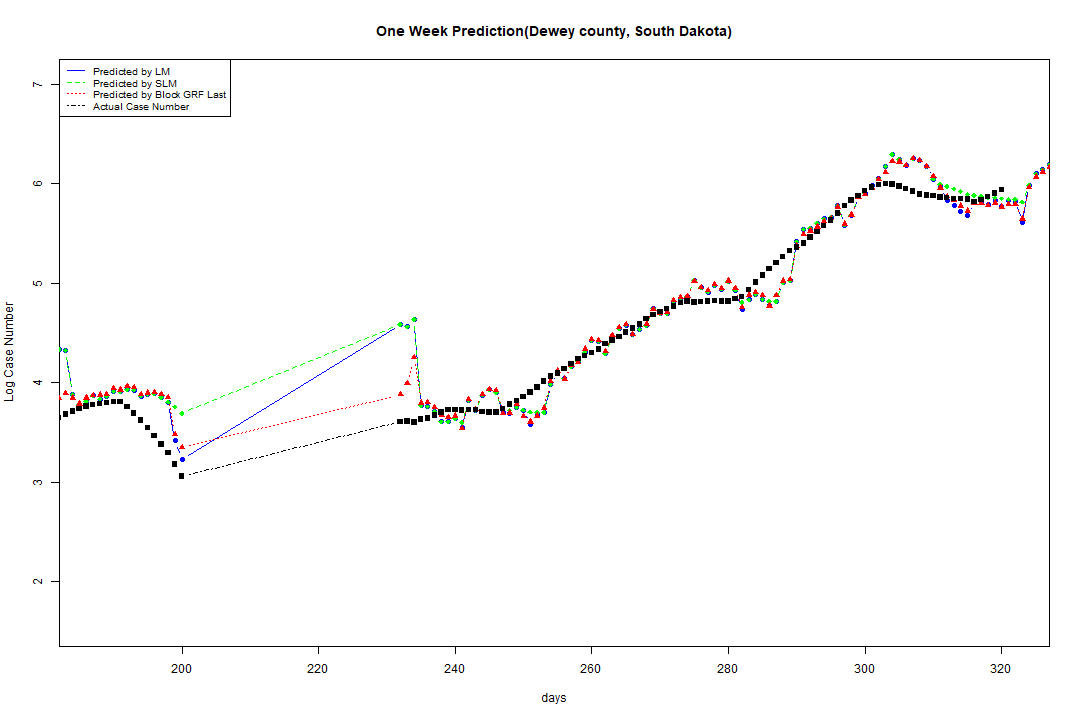 One Week Prediction(Dewey county, South Dakota)
Predicted by LM
Predicted by SLM
Predicted by Block GRF Last
Actual Case Number
7
6
5
4
3
2
Log Case Number
200 220 240 260 280 300 320
days